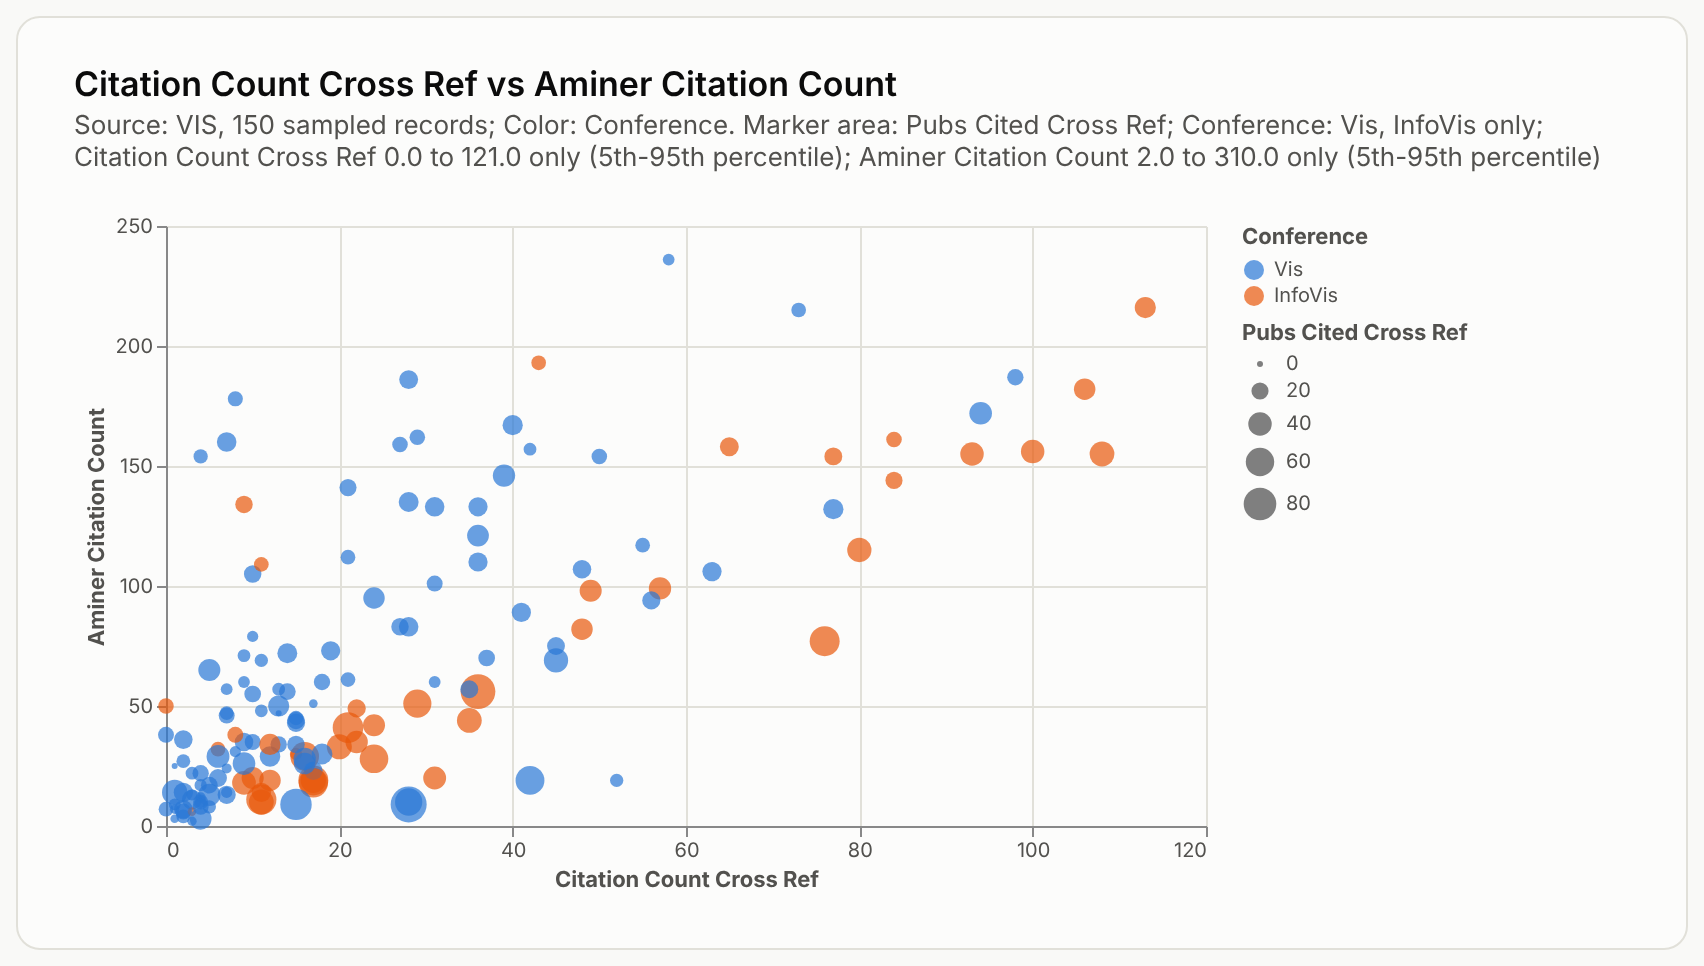 Citation Count Cross Ref vs Aminer Citation Count
Source: VIS, 150 sampled records; Color: Conference. Marker area: Pubs Cited Cross Ref; Conference: Vis, InfoVis only;
Citation Count Cross Ref 0.0 to 121.0 only (5th-95th percentile); Aminer Citation Count 2.0 to 310.0 only (5th-95th percentile)
250
200
150
100
50
0
Aminer Citation Count
0 20 40 60 80 100 120
Citation Count Cross Ref
Conference
Vis
InfoVis
Pubs Cited Cross Ref
0
20
40
60
80